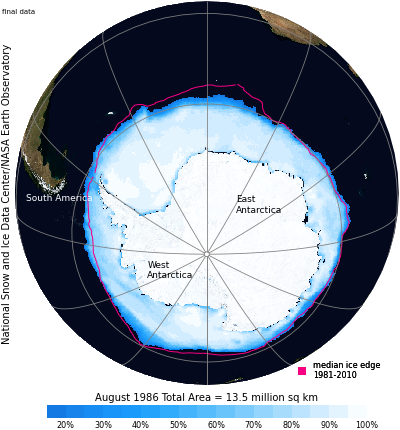 final data
National Snow and Ice Data Center/NASA Earth Observatory
South America
East
Antarctica
West
Antarctica
median ice edge
1981-2010
August 1986 Total Area = 13.5 million sq km
20% 30% 40% 50% 60% 70% 80% 90% 100%